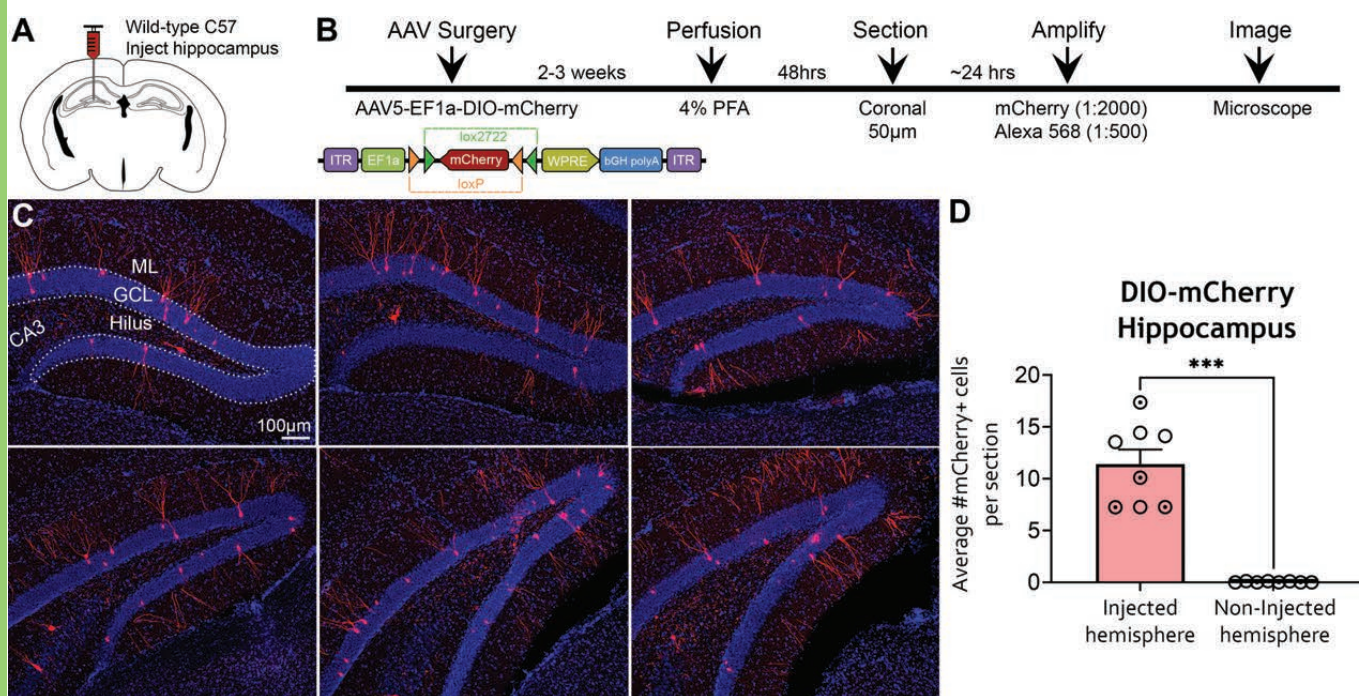 A
Wild-type C57
Inject hippocampus
B
AAV Surgery
Perfusion
Section
Amplify
Image
2-3 weeks
48hrs
~24 hrs
AAV5-EF1a-DIO-mCherry
4% PFA
Coronal
50µm
mCherry (1:2000)
Alexa 568 (1:500)
Microscope
lox2722
ITR
EF1a
mCherry
WPRE
bGH polyA
ITR
loxP
C
ML
GCL
Hilus
CA3
100µm
D
DIO-mCherry
Hippocampus
***
Average #mCherry+ cells
per section
20
15
10
5
0
Injected
hemisphere
Non-Injected
hemisphere